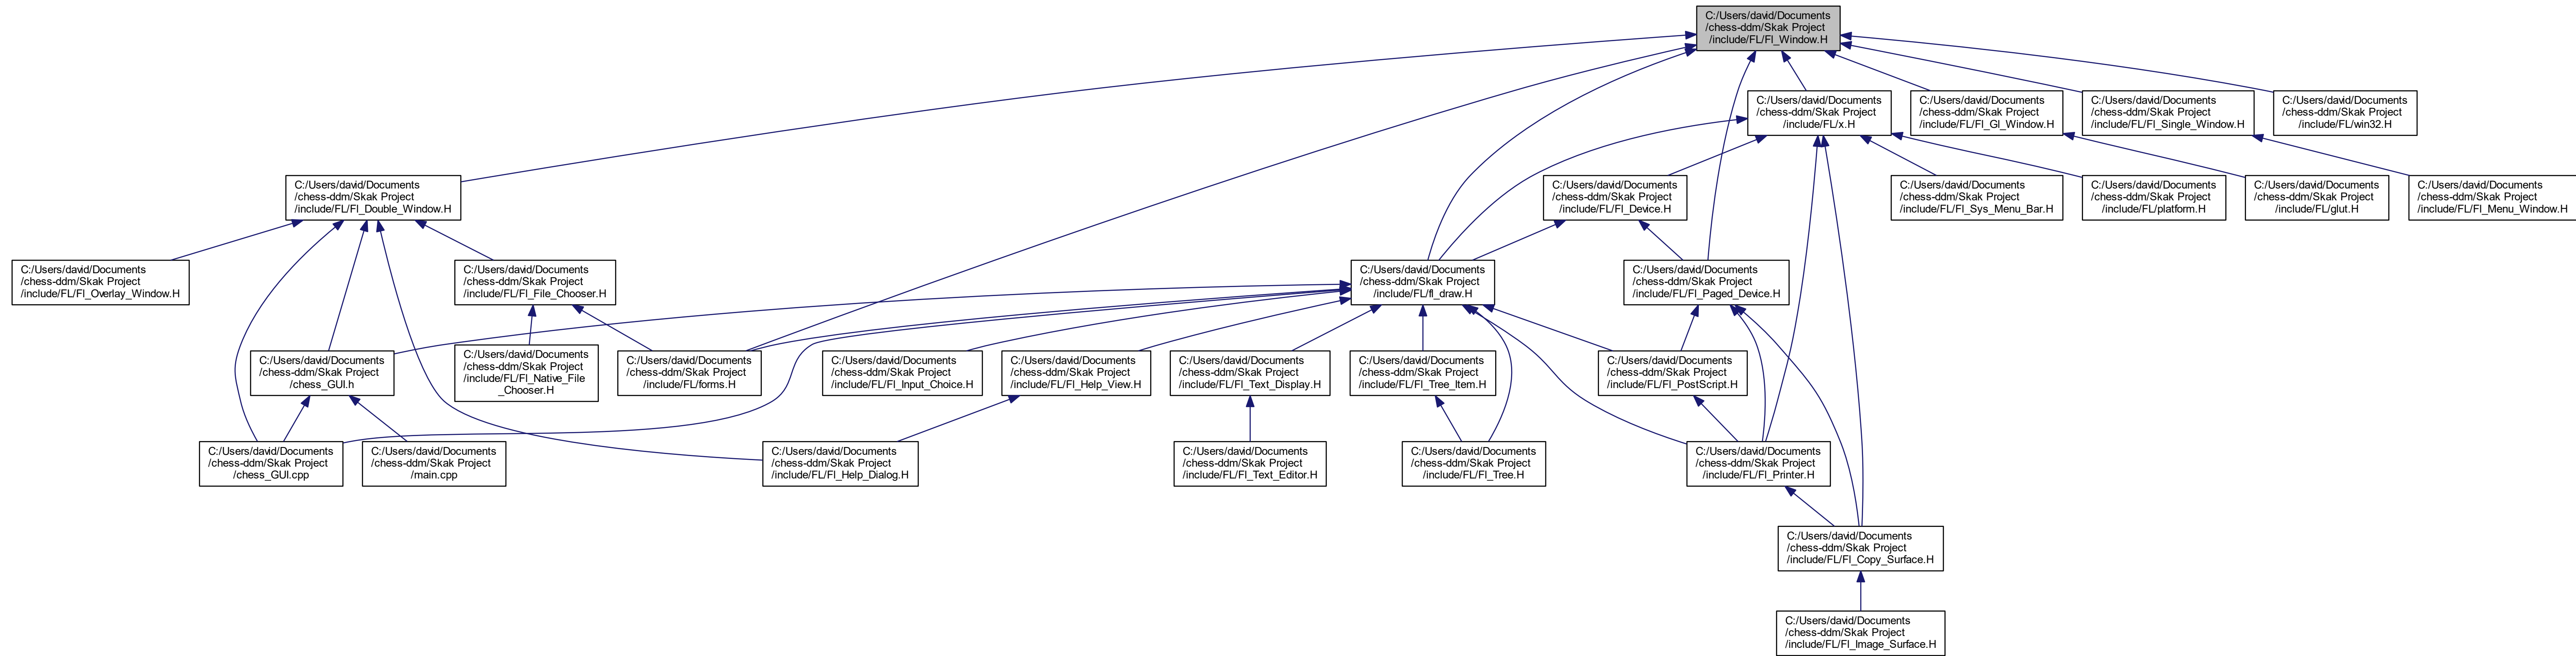 C:/Users/david/Documents
/chess-ddm/Skak Project
/include/FL/Fl_Window.H
C:/Users/david/Documents
/chess-ddm/Skak Project
/include/FL/x.H
C:/Users/david/Documents
/chess-ddm/Skak Project
/include/FL/Fl_Gl_Window.H
C:/Users/david/Documents
/chess-ddm/Skak Project
/include/FL/Fl_Single_Window.H
C:/Users/david/Documents
/chess-ddm/Skak Project
/include/FL/win32.H
C:/Users/david/Documents
/chess-ddm/Skak Project
/include/FL/Fl_Double_Window.H
C:/Users/david/Documents
/chess-ddm/Skak Project
/include/FL/Fl_Device.H
C:/Users/david/Documents
/chess-ddm/Skak Project
/include/FL/Fl_Sys_Menu_Bar.H
C:/Users/david/Documents
/chess-ddm/Skak Project
/include/FL/platform.H
C:/Users/david/Documents
/chess-ddm/Skak Project
/include/FL/glut.H
C:/Users/david/Documents
/chess-ddm/Skak Project
/include/FL/Fl_Menu_Window.H
C:/Users/david/Documents
/chess-ddm/Skak Project
/include/FL/Fl_Overlay_Window.H
C:/Users/david/Documents
/chess-ddm/Skak Project
/include/FL/Fl_File_Chooser.H
C:/Users/david/Documents
/chess-ddm/Skak Project
/include/FL/fl_draw.H
C:/Users/david/Documents
/chess-ddm/Skak Project
/include/FL/Fl_Paged_Device.H
C:/Users/david/Documents
/chess-ddm/Skak Project
/chess_GUI.h
C:/Users/david/Documents
/chess-ddm/Skak Project
/include/FL/Fl_Native_File
_Chooser.H
C:/Users/david/Documents
/chess-ddm/Skak Project
/include/FL/forms.H
C:/Users/david/Documents
/chess-ddm/Skak Project
/include/FL/Fl_Input_Choice.H
C:/Users/david/Documents
/chess-ddm/Skak Project
/include/FL/Fl_Help_View.H
C:/Users/david/Documents
/chess-ddm/Skak Project
/include/FL/Fl_Text_Display.H
C:/Users/david/Documents
/chess-ddm/Skak Project
/include/FL/Fl_Tree_Item.H
C:/Users/david/Documents
/chess-ddm/Skak Project
/include/FL/Fl_PostScript.H
C:/Users/david/Documents
/chess-ddm/Skak Project
/chess_GUI.cpp
C:/Users/david/Documents
/chess-ddm/Skak Project
/main.cpp
C:/Users/david/Documents
/chess-ddm/Skak Project
/include/FL/Fl_Help_Dialog.H
C:/Users/david/Documents
/chess-ddm/Skak Project
/include/FL/Fl_Text_Editor.H
C:/Users/david/Documents
/chess-ddm/Skak Project
/include/FL/Fl_Tree.H
C:/Users/david/Documents
/chess-ddm/Skak Project
/include/FL/Fl_Printer.H
C:/Users/david/Documents
/chess-ddm/Skak Project
/include/FL/Fl_Copy_Surface.H
C:/Users/david/Documents
/chess-ddm/Skak Project
/include/FL/Fl_Image_Surface.H